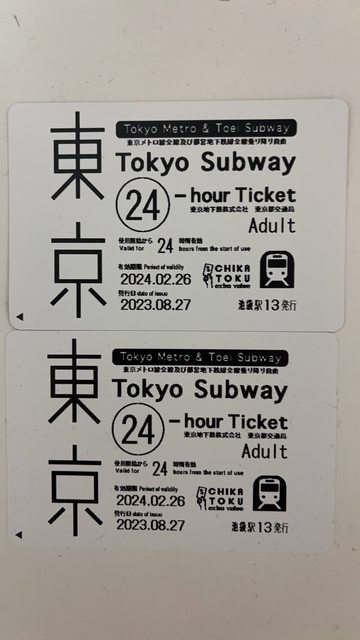 東京
Tokyo Metro & Toei Subway
東京メトロ線全線及び都営地下鉄線全線乗り降り自由
Tokyo Subway
24-hour Ticket
東京地下鉄株式会社 東京都交通局
Adult
使用開始から 24 時間有効
Valid for 24 hours from the start of use
有効期間 Period of validity
2024.02.26
発行日 date of issue
2023.08.27
CHIKA
TOKU
extra value
池袋駅13発行
東京
Tokyo Metro & Toei Subway
東京メトロ線全線及び都営地下鉄線全線乗り降り自由
Tokyo Subway
24-hour Ticket
東京地下鉄株式会社 東京都交通局
Adult
使用開始から 24 時間有効
Valid for 24 hours from the start of use
有効期間 Period of validity
2024.02.26
発行日 date of issue
2023.08.27
CHIKA
TOKU
extra value
池袋駅13発行